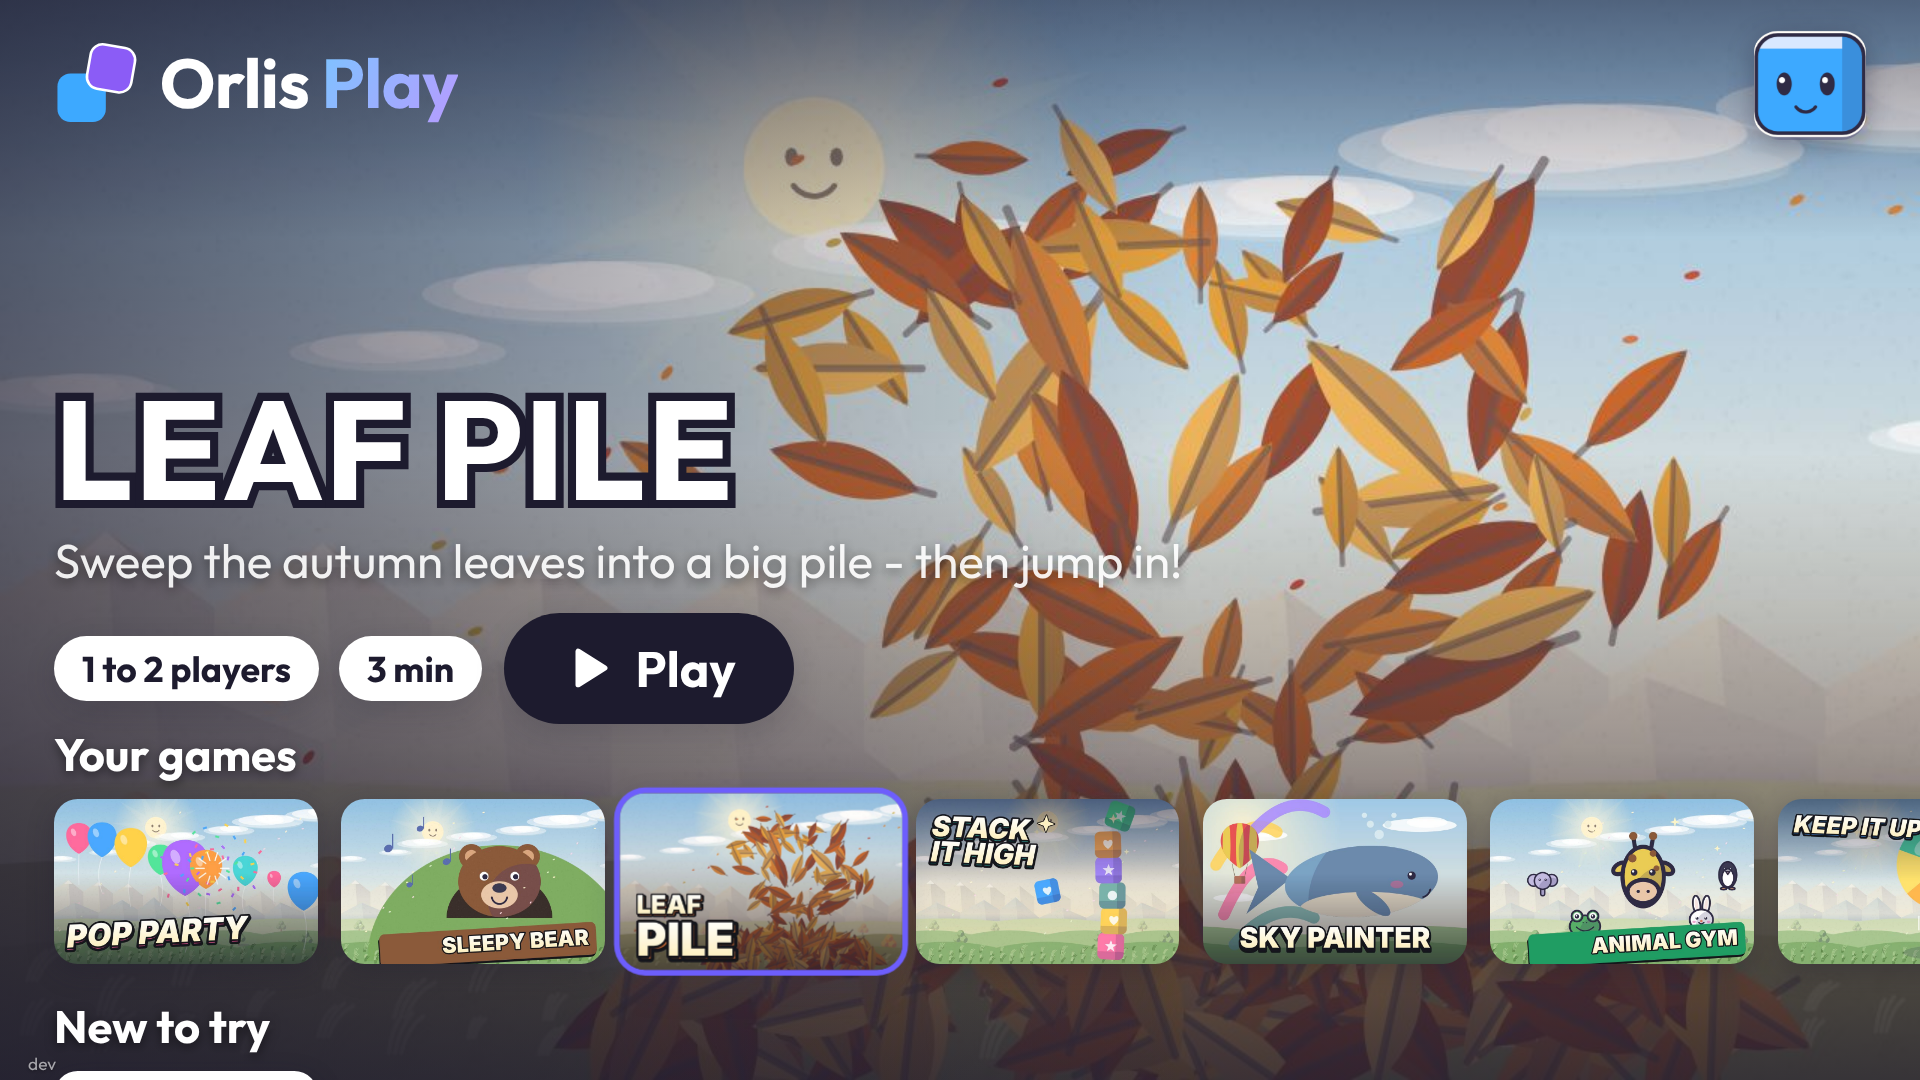 Orlis Play
LEAF PILE
Sweep the autumn leaves into a big pile - then jump in!
1 to 2 players
3 min
Play
Your games
POP PARTY
SLEEPY BEAR
LEAF
PILE
STACK
IT HIGH
SKY PAINTER
ANIMAL GYM
KEEP IT UP
New to try
dev